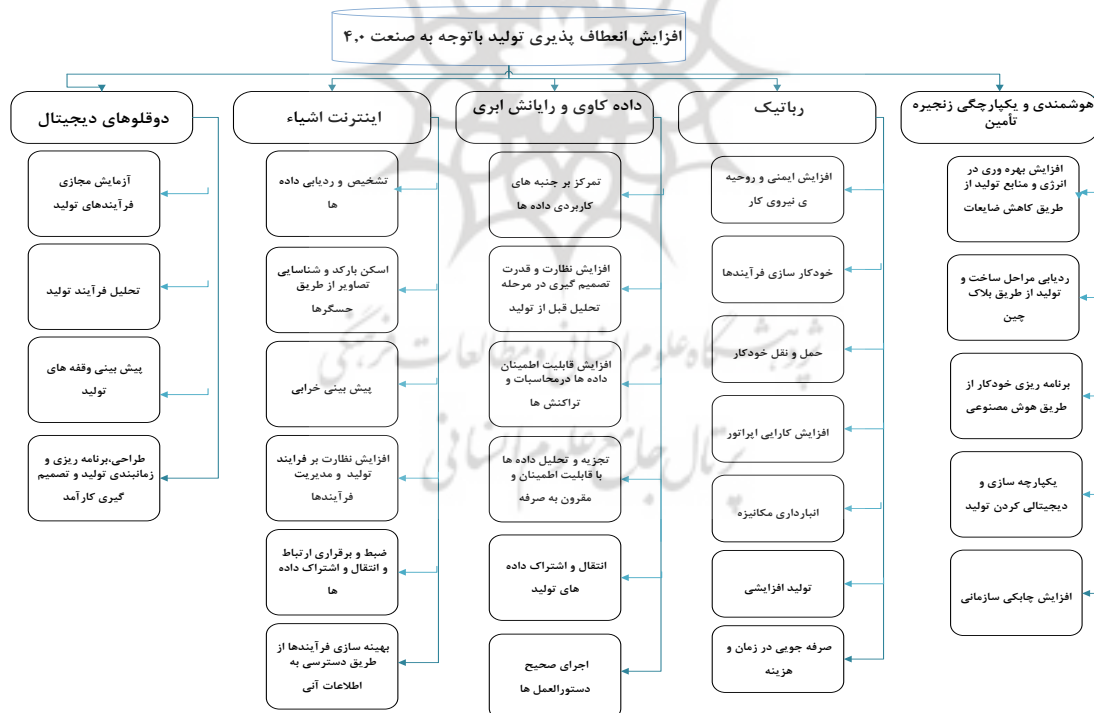 افزایش انعطاف پذیری تولید باتوجه به صنعت ۴,۰
هوشمندی و یکپارچگی زنجیره
تأمین
افزایش بهره وری در
انرژی و منابع تولید از
طریق کاهش ضایعات
ردیابی مراحل ساخت و
تولید از طریق بلاک
چین
برنامه ریزی خودکار از
طریق هوش مصنوعی
یکپارچه سازی و
دیجیتالی کردن تولید
افزایش چابکی سازمانی
رباتیک
افزایش ایمنی و روحیه
ی نیروی کار
خودکار سازی فرآیندها
حمل و نقل خودکار
افزایش کارایی اپراتور
انبارداری مکانیزه
تولید افزایشی
صرفه جویی در زمان و
هزینه
داده کاوی و رایانش ابری
تمرکز بر جنبه های
کاربردی داده ها
افزایش نظارت و قدرت
تصمیم گیری در مرحله
تحلیل قبل از تولید
افزایش قابلیت اطمینان
داده ها درمحاسبات و
تراکنش ها
تجزیه و تحلیل داده ها
با قابلیت اطمینان و
مقرون به صرفه
انتقال و اشتراک داده
های تولید
اجرای صحیح
دستورالعمل ها
اینترنت اشیاء
تشخیص و ردیابی داده
ها
اسکن بارکد و شناسایی
تصاویر از طریق
حسگرها
پیش بینی خرابی
افزایش نظارت بر فرایند
تولید و مدیریت
فرآیندها
ضبط و برقراری ارتباط
و انتقال و اشتراک داده
ها
بهینه سازی فرآیندها از
طریق دسترسی به
اطلاعات آنی
دوقلوهای دیجیتال
آزمایش مجازی
فرآیندهای تولید
تحلیل فرآیند تولید
پیش بینی وقفه های
تولید
طراحی،برنامه ریزی و
زمانبندی تولید و تصمیم
گیری کارآمد
پژوهشگاه علوم انسانی و مطالعات فرهنگی
پرتال جامع علوم انسانی